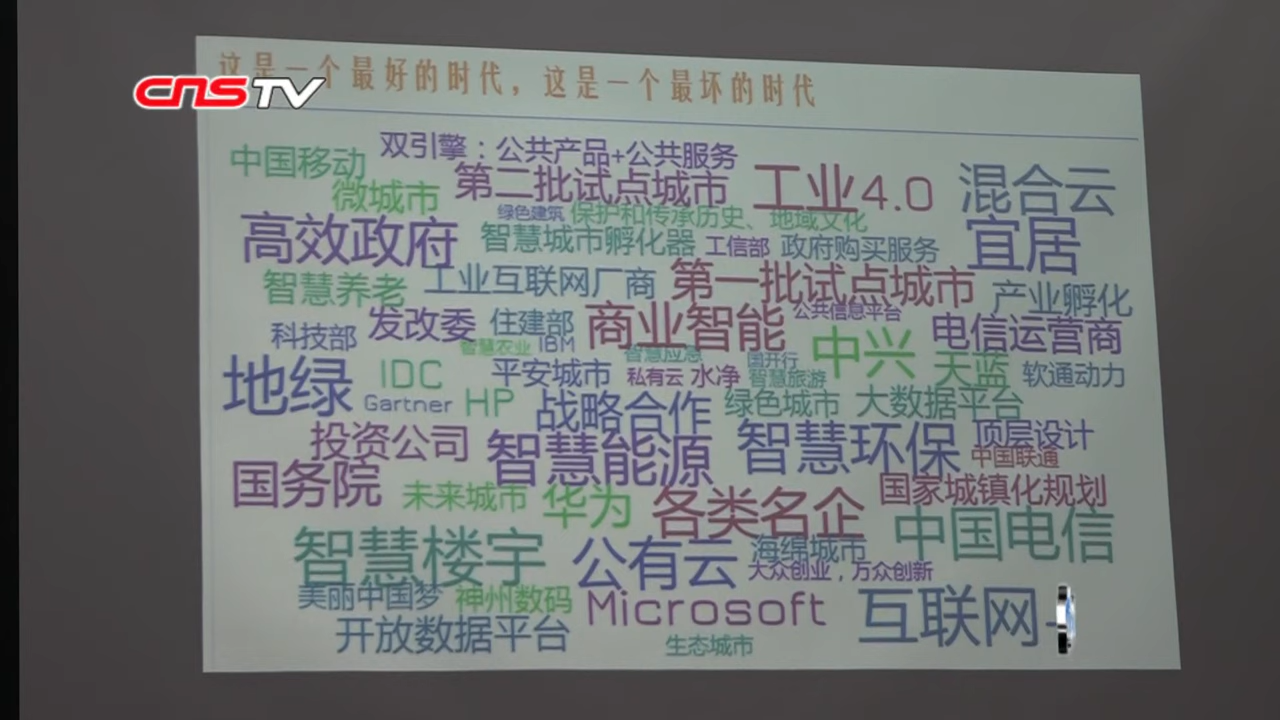 CNSTV
这是一个最好的时代，这是一个最坏的时代
双引擎：公共产品+公共服务
中国移动
第二批试点城市 工业4.0 混合云
微城市
绿色建筑 保护和传承历史、地域文化
高效政府 智慧城市孵化器 工信部 政府购买服务 宜居
智慧养老 工业互联网厂商 第一批试点城市 产业孵化
科技部 发改委 住建部 商业智能 公共信息平台 电信运营商
智慧农业 IBM 智慧应急 国开行 中兴 天蓝 软通动力
地绿 IDC 平安城市 私有云 水净 智慧旅游
Gartner HP 战略合作 绿色城市 大数据平台
投资公司 智慧能源 智慧环保 顶层设计
中国联通
国务院 未来城市 华为 各类名企 国家城镇化规划
智慧楼宇 公有云 海绵城市 中国电信
大众创业，万众创新
美丽中国梦 神州数码 Microsoft 互联网
开放数据平台 生态城市